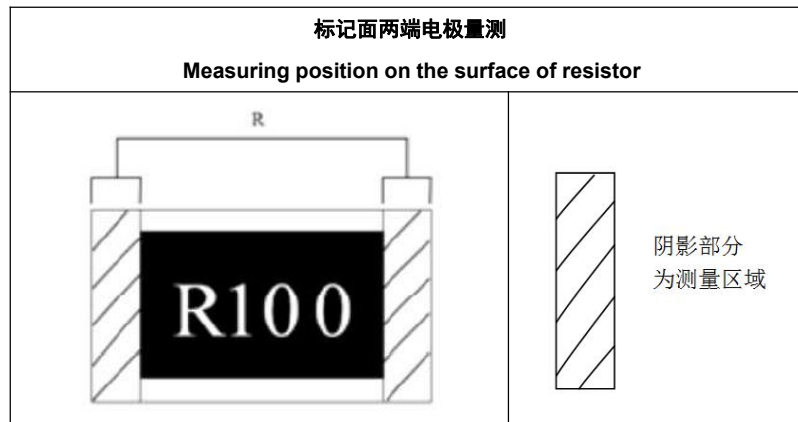 标记面两端电极量测
Measuring position on the surface of resistor
R
R100
阴影部分
为测量区域